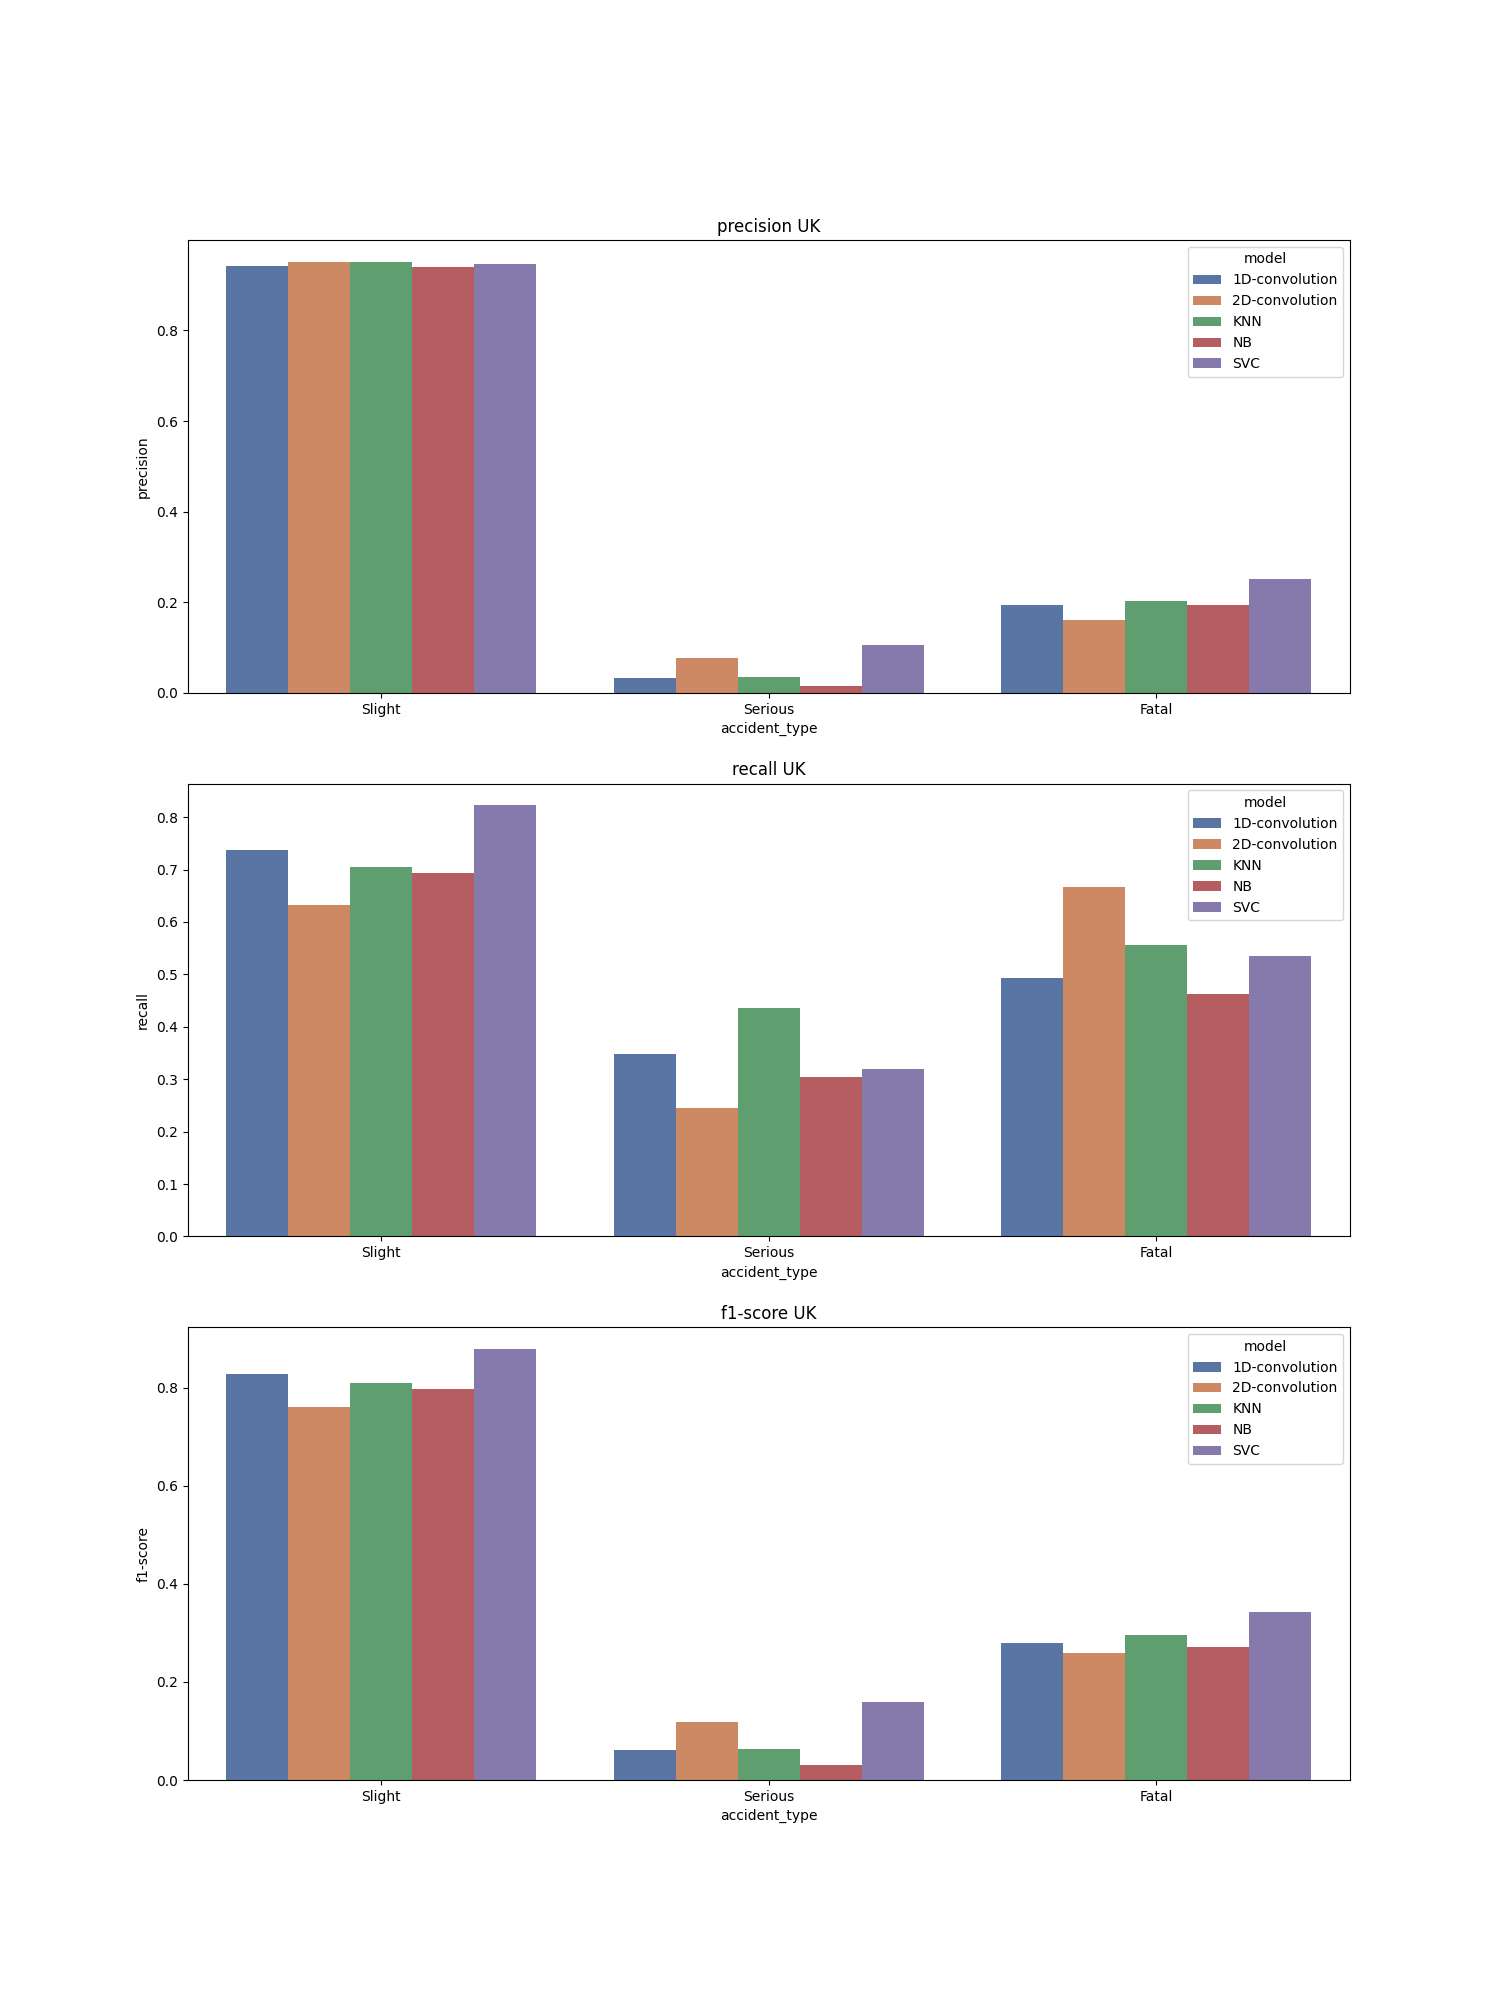 precision UK
model
1D-convolution
2D-convolution
KNN
NB
SVC
precision
0.8
0.6
0.4
0.2
0.0
Slight Serious Fatal
accident_type
recall UK
model
1D-convolution
2D-convolution
KNN
NB
SVC
recall
0.8
0.7
0.6
0.5
0.4
0.3
0.2
0.1
0.0
Slight Serious Fatal
accident_type
f1-score UK
model
1D-convolution
2D-convolution
KNN
NB
SVC
f1-score
0.8
0.6
0.4
0.2
0.0
Slight Serious Fatal
accident_type